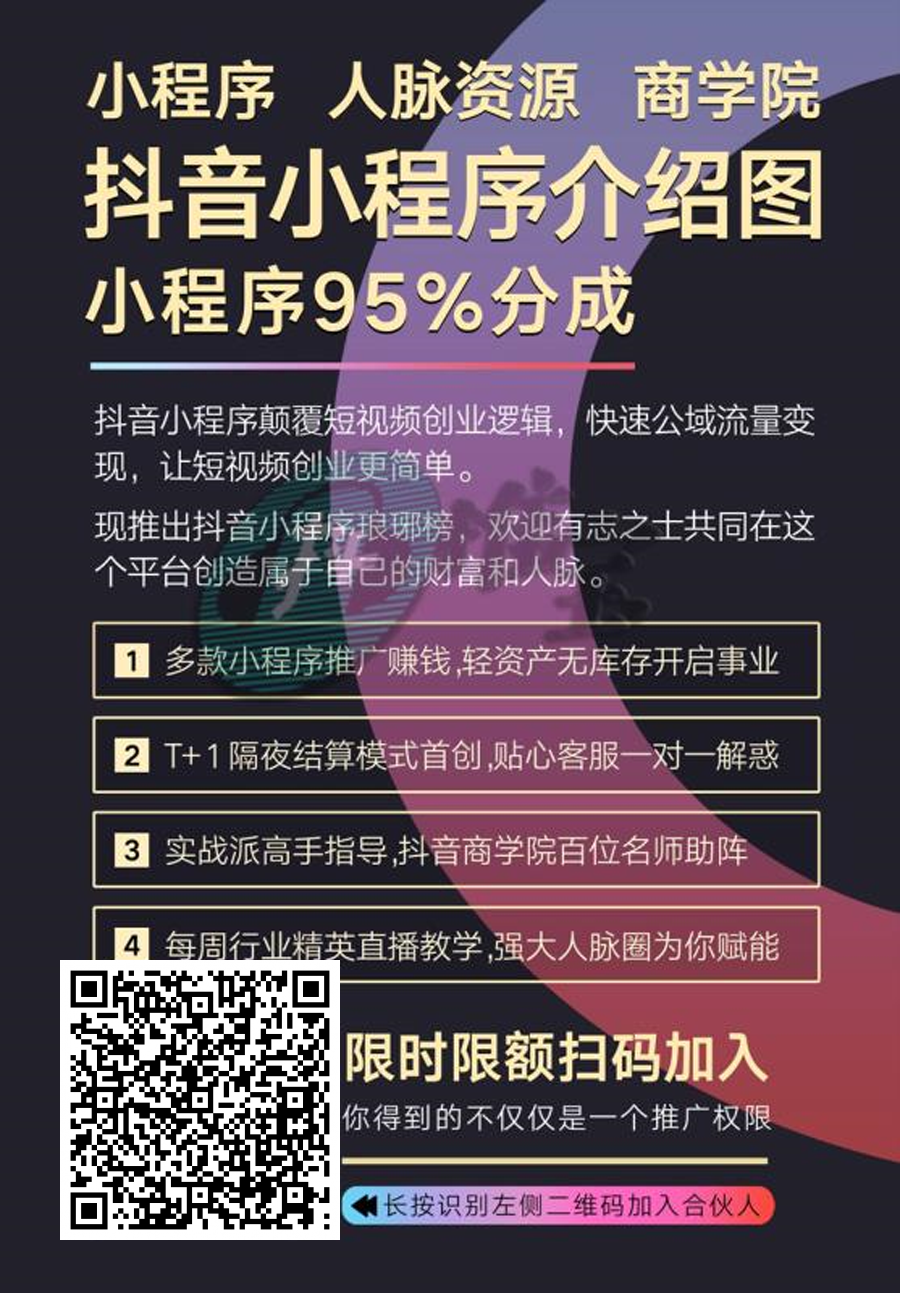 小程序 人脉资源 商学院
抖音小程序介绍图
小程序95%分成
抖音小程序颠覆短视频创业逻辑，快速公域流量变
现，让短视频创业更简单。
现推出抖音小程序琅琊榜，欢迎有志之士共同在这
个平台创造属于自己的财富和人脉。
1 多款小程序推广赚钱,轻资产无库存开启事业
2 T+1隔夜结算模式首创,贴心客服一对一解惑
3 实战派高手指导,抖音商学院百位名师助阵
4 每周行业精英直播教学,强大人脉圈为你赋能
限时限额扫码加入
你得到的不仅仅是一个推广权限
长按识别左侧二维码加入合伙人